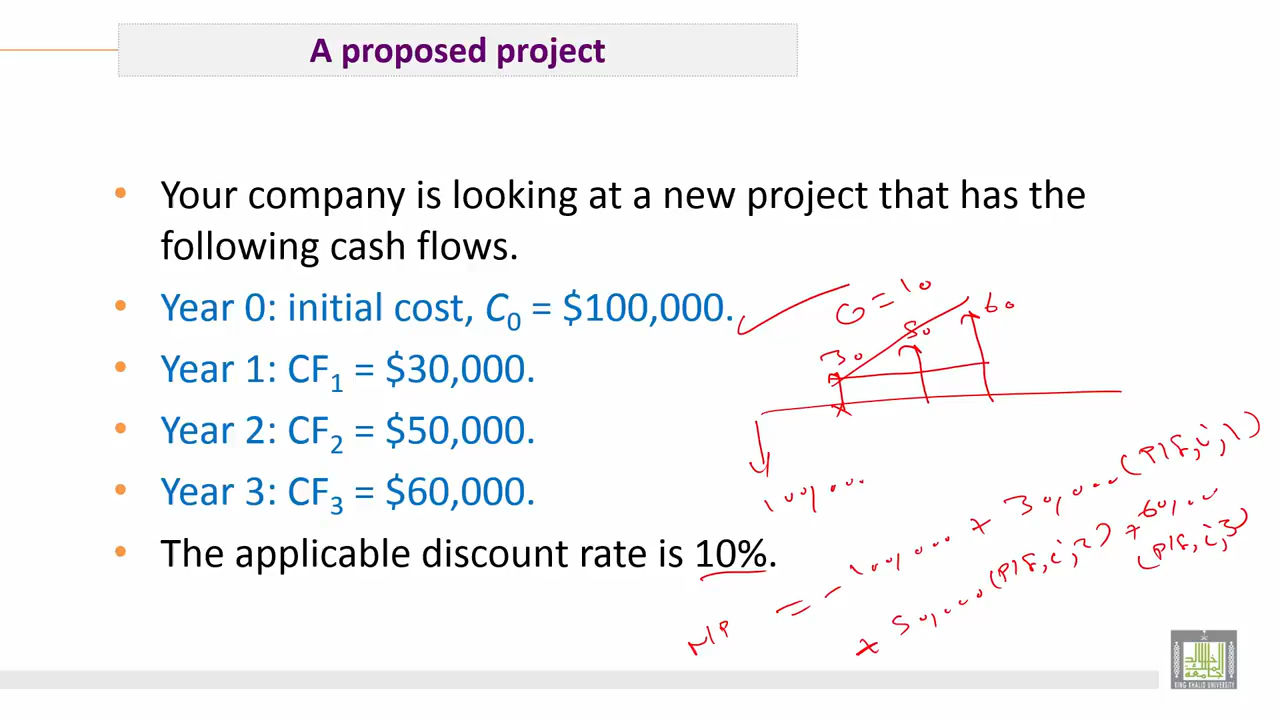 A proposed project
• Your company is looking at a new project that has the
following cash flows.
• Year 0: initial cost, C₀ = $100,000.
• Year 1: CF₁ = $30,000.
• Year 2: CF₂ = $50,000.
• Year 3: CF₃ = $60,000.
• The applicable discount rate is 10%.
G = 10
30
50
60
100,000
NP = -100,000 + 30,000 (P/F, i, 1)
+ 50,000 (P/F, i, 2) + 60,000
(P/F, i, 3)
KING KHALID UNIVERSITY